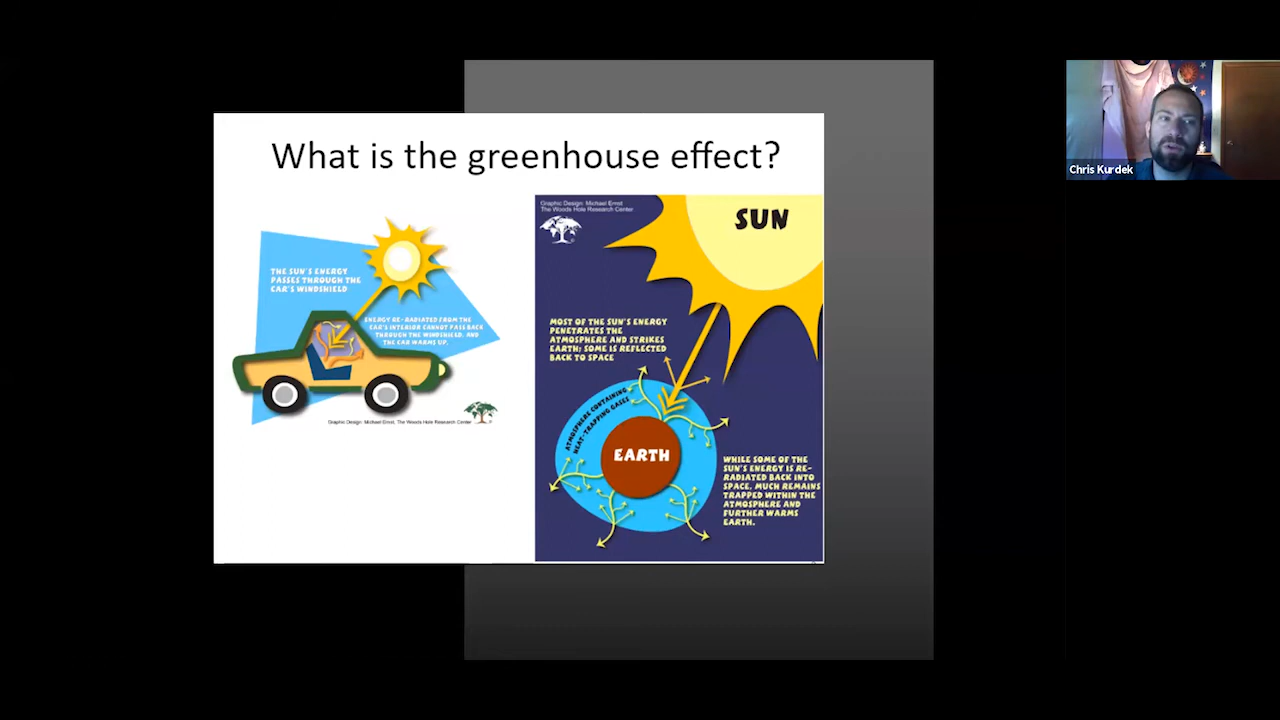 What is the greenhouse effect?
THE SUN'S ENERGY
PASSES THROUGH THE
CAR'S WINDSHIELD
ENERGY RE-RADIATED FROM THE
CAR'S INTERIOR CANNOT PASS BACK
THROUGH THE WINDSHIELD, AND
THE CAR WARMS UP.
Graphic Design: Michael Ernst, The Woods Hole Research Center
Graphic Design: Michael Ernst
The Woods Hole Research Center
SUN
MOST OF THE SUN'S ENERGY
PENETRATES THE
ATMOSPHERE AND STRIKES
EARTH; SOME IS REFLECTED
BACK TO SPACE
ATMOSPHERE CONTAINING
HEAT-TRAPPING GASES
EARTH
WHILE SOME OF THE
SUN'S ENERGY IS RE-
RADIATED BACK INTO
SPACE, MUCH REMAINS
TRAPPED WITHIN THE
ATMOSPHERE AND
FURTHER WARMS
EARTH.
Chris Kurdek